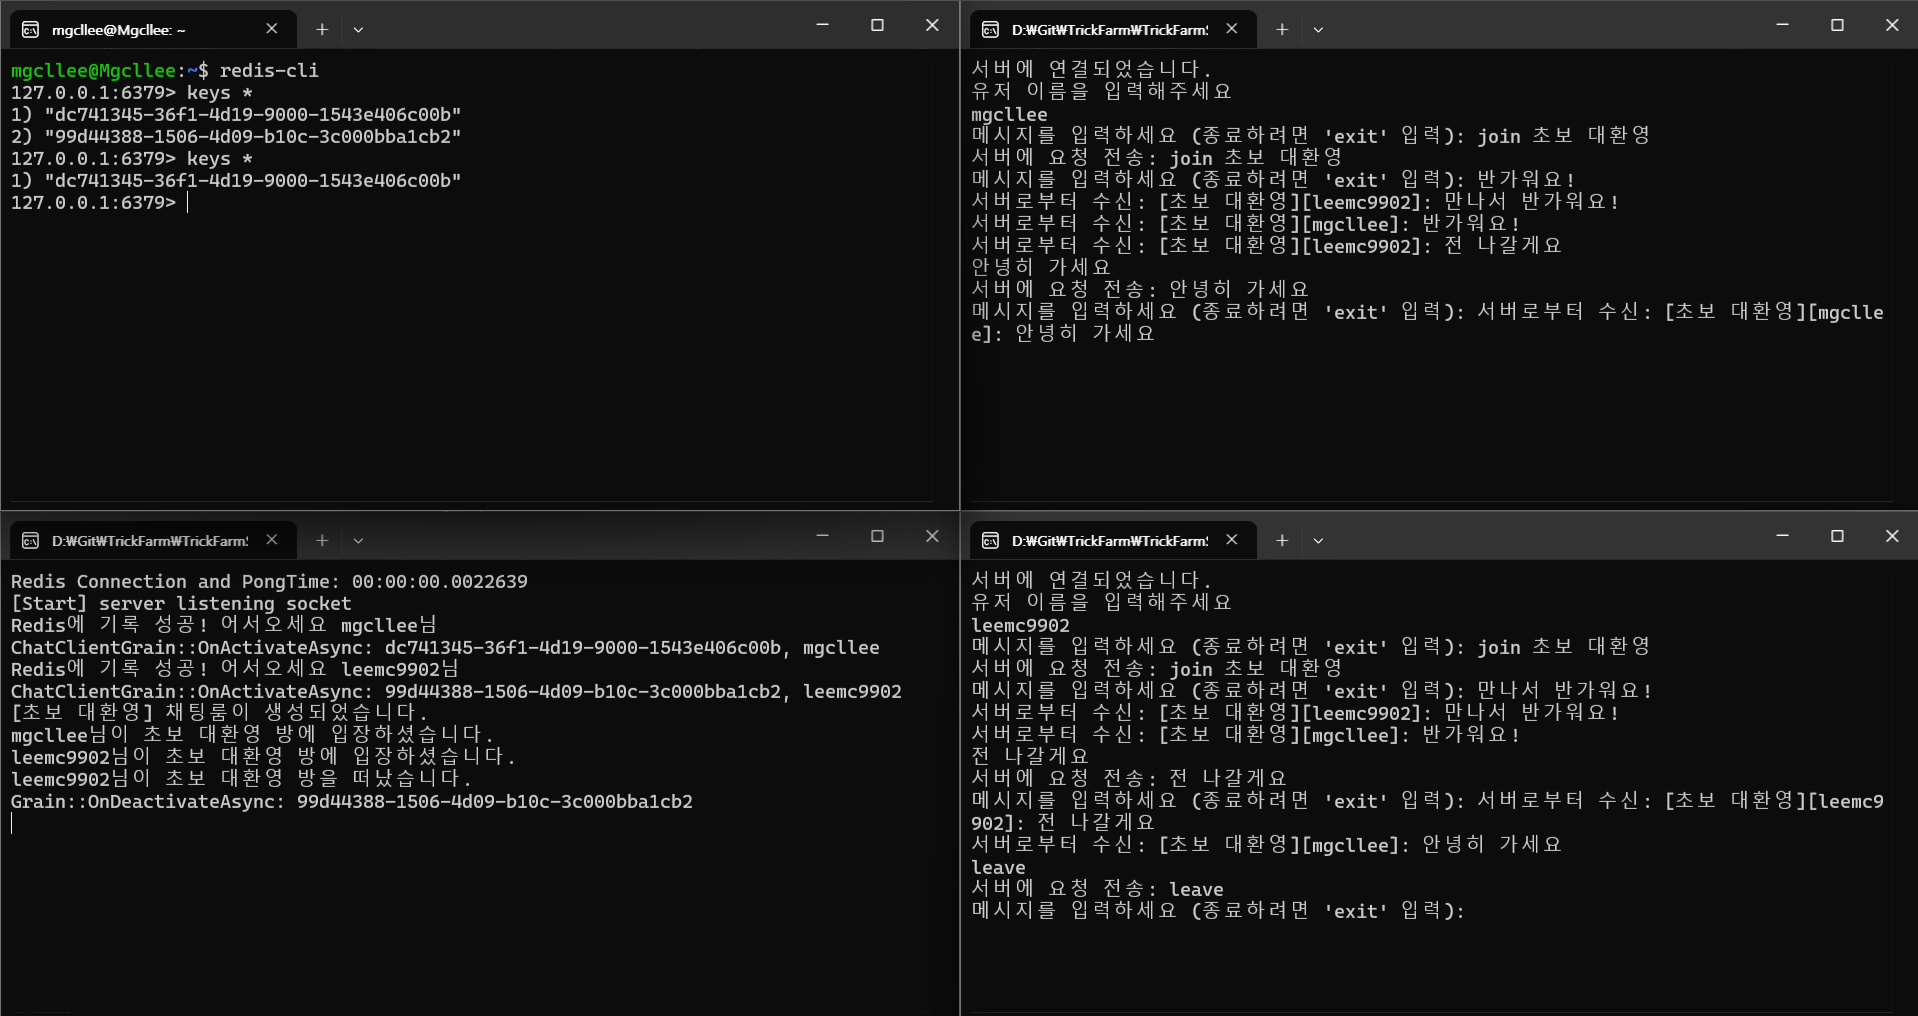 mgcllee@Mgcllee: ~
mgcllee@Mgcllee:~$ redis-cli
127.0.0.1:6379> keys *
1) "dc741345-36f1-4d19-9000-1543e406c00b"
2) "99d44388-1506-4d09-b10c-3c000bba1cb2"
127.0.0.1:6379> keys *
1) "dc741345-36f1-4d19-9000-1543e406c00b"
127.0.0.1:6379>
D:₩Git₩TrickFarm₩TrickFarm
서버에 연결되었습니다.
유저 이름을 입력해주세요
mgcllee
메시지를 입력하세요 (종료하려면 'exit' 입력): join 초보 대환영
서버에 요청 전송: join 초보 대환영
메시지를 입력하세요 (종료하려면 'exit' 입력): 반가워요!
서버로부터 수신: [초보 대환영][leemc9902]: 만나서 반가워요!
서버로부터 수신: [초보 대환영][mgcllee]: 반가워요!
서버로부터 수신: [초보 대환영][leemc9902]: 전 나갈게요
안녕히 가세요
서버에 요청 전송: 안녕히 가세요
메시지를 입력하세요 (종료하려면 'exit' 입력): 서버로부터 수신: [초보 대환영][mgclle
e]: 안녕히 가세요
D:₩Git₩TrickFarm₩TrickFarm
Redis Connection and PongTime: 00:00:00.0022639
[Start] server listening socket
Redis에 기록 성공! 어서오세요 mgcllee님
ChatClientGrain::OnActivateAsync: dc741345-36f1-4d19-9000-1543e406c00b, mgcllee
Redis에 기록 성공! 어서오세요 leemc9902님
ChatClientGrain::OnActivateAsync: 99d44388-1506-4d09-b10c-3c000bba1cb2, leemc9902
[초보 대환영] 채팅룸이 생성되었습니다.
mgcllee님이 초보 대환영 방에 입장하셨습니다.
leemc9902님이 초보 대환영 방에 입장하셨습니다.
leemc9902님이 초보 대환영 방을 떠났습니다.
Grain::OnDeactivateAsync: 99d44388-1506-4d09-b10c-3c000bba1cb2
D:₩Git₩TrickFarm₩TrickFarm
서버에 연결되었습니다.
유저 이름을 입력해주세요
leemc9902
메시지를 입력하세요 (종료하려면 'exit' 입력): join 초보 대환영
서버에 요청 전송: join 초보 대환영
메시지를 입력하세요 (종료하려면 'exit' 입력): 만나서 반가워요!
서버로부터 수신: [초보 대환영][leemc9902]: 만나서 반가워요!
서버로부터 수신: [초보 대환영][mgcllee]: 반가워요!
전 나갈게요
서버에 요청 전송: 전 나갈게요
메시지를 입력하세요 (종료하려면 'exit' 입력): 서버로부터 수신: [초보 대환영][leemc9
902]: 전 나갈게요
서버로부터 수신: [초보 대환영][mgcllee]: 안녕히 가세요
leave
서버에 요청 전송: leave
메시지를 입력하세요 (종료하려면 'exit' 입력):